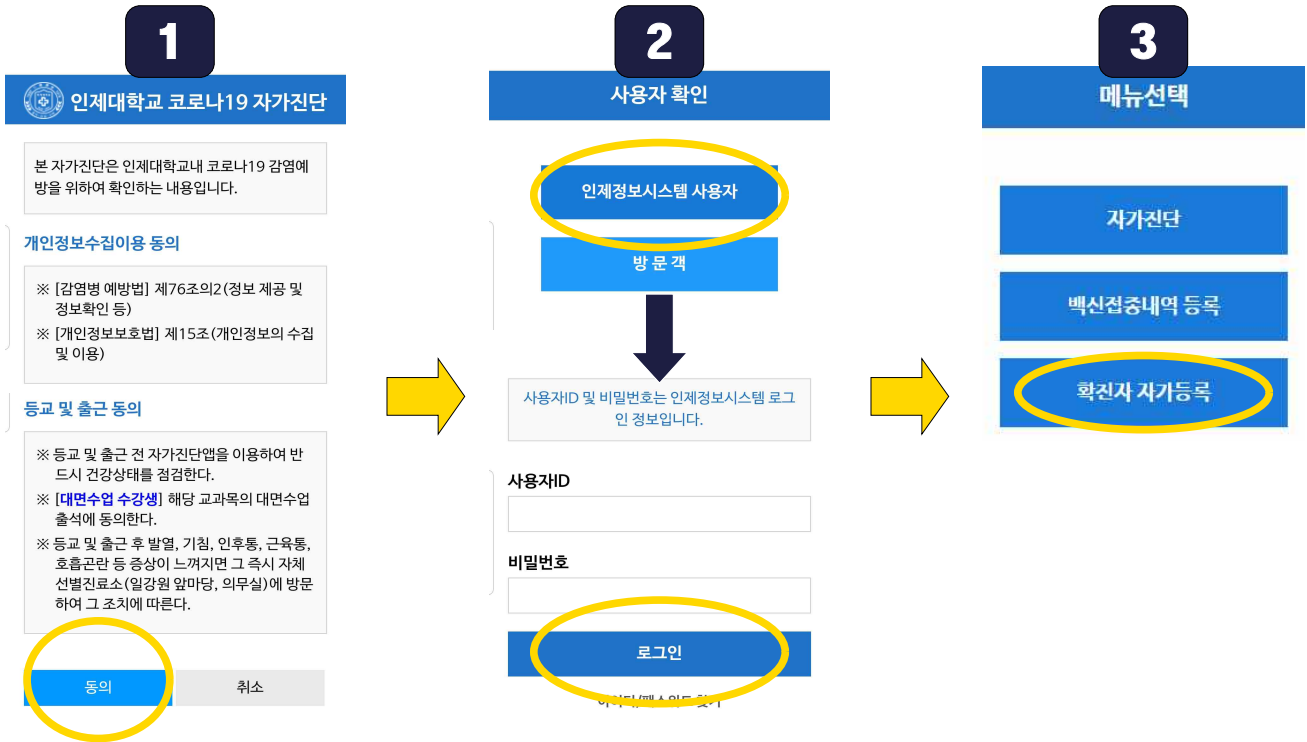 1
인제대학교 코로나19 자가진단
본 자가진단은 인제대학교내 코로나19 감염예
방을 위하여 확인하는 내용입니다.
개인정보수집이용 동의
※ [감염병 예방법] 제76조의2(정보 제공 및
정보확인 등)
※ [개인정보보호법] 제15조(개인정보의 수집
및 이용)
등교 및 출근 동의
※ 등교 및 출근 전 자가진단앱을 이용하여 반
드시 건강상태를 점검한다.
※ [대면수업 수강생] 해당 교과목의 대면수업
출석에 동의한다.
※ 등교 및 출근 후 발열, 기침, 인후통, 근육통,
호흡곤란 등 증상이 느껴지면 그 즉시 자체
선별진료소(일강원 앞마당, 의무실)에 방문
하여 그 조치에 따른다.
동의
취소
2
사용자 확인
인제정보시스템 사용자
방 문 객
사용자ID 및 비밀번호는 인제정보시스템 로그
인 정보입니다.
사용자ID
비밀번호
로그인
아이디/패스워드 찾기
3
메뉴선택
자가진단
백신접종내역 등록
확진자 자가등록